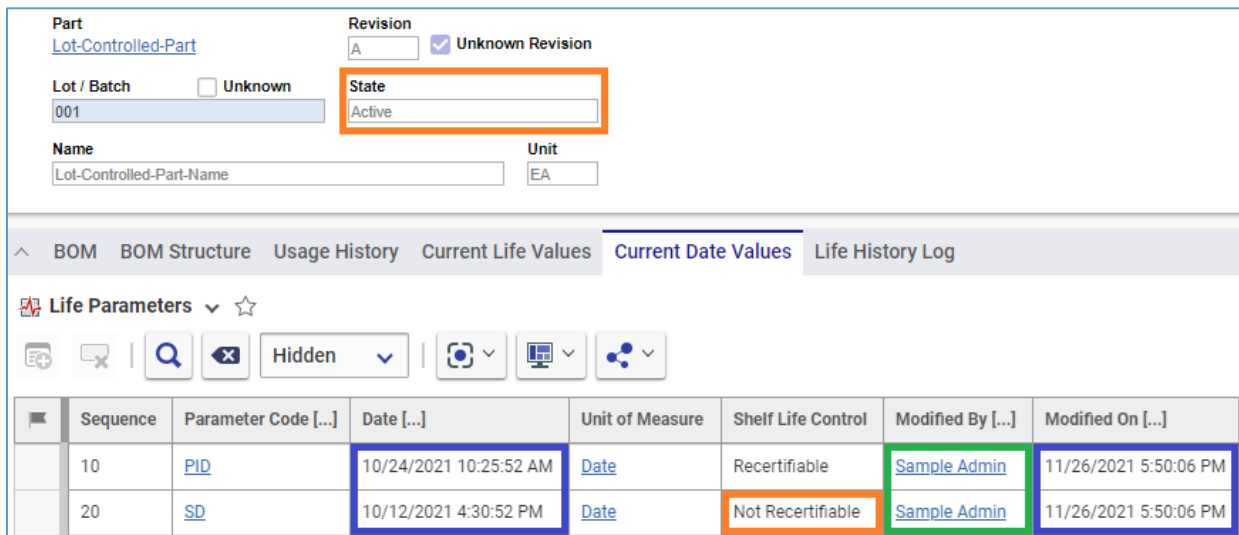 Part Revision
Lot-Controlled-Part A Unknown Revision
Lot / Batch Unknown State
001 Active
Name Unit
Lot-Controlled-Part-Name EA
BOM BOM Structure Usage History Current Life Values Current Date Values Life History Log
Life Parameters
Hidden
Sequence Parameter Code [...] Date [...] Unit of Measure Shelf Life Control Modified By [...] Modified On [...]
10 PID 10/24/2021 10:25:52 AM Date Recertifiable Sample Admin 11/26/2021 5:50:06 PM
20 SD 10/12/2021 4:30:52 PM Date Not Recertifiable Sample Admin 11/26/2021 5:50:06 PM